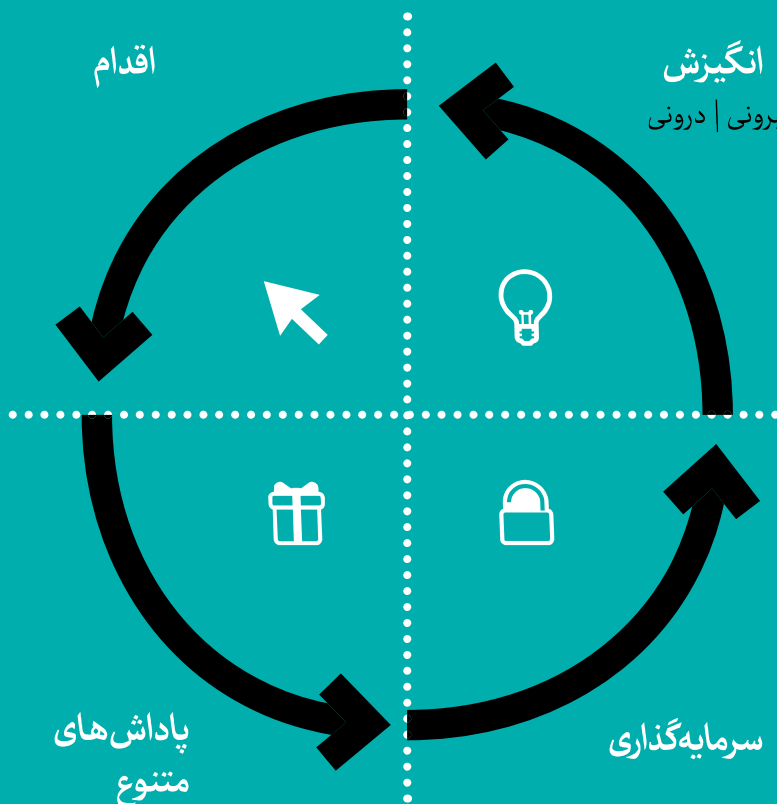 انگیزش
درونی |
اقدام
سرمایه‌گذاری
پاداش‌های
متنوع